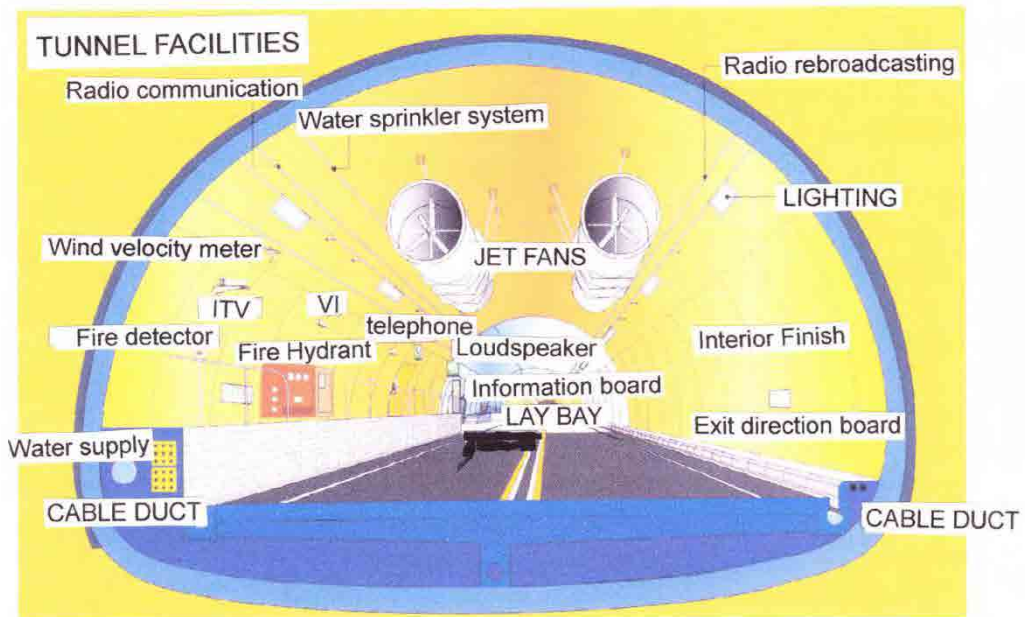 TUNNEL FACILITIES
Radio communication
Radio rebroadcasting
Water sprinkler system
LIGHTING
Wind velocity meter
JET FANS
ITV
VI
telephone
Fire detector
Fire Hydrant
Loudspeaker
Interior Finish
Information board
LAY BAY
Exit direction board
Water supply
CABLE DUCT
CABLE DUCT